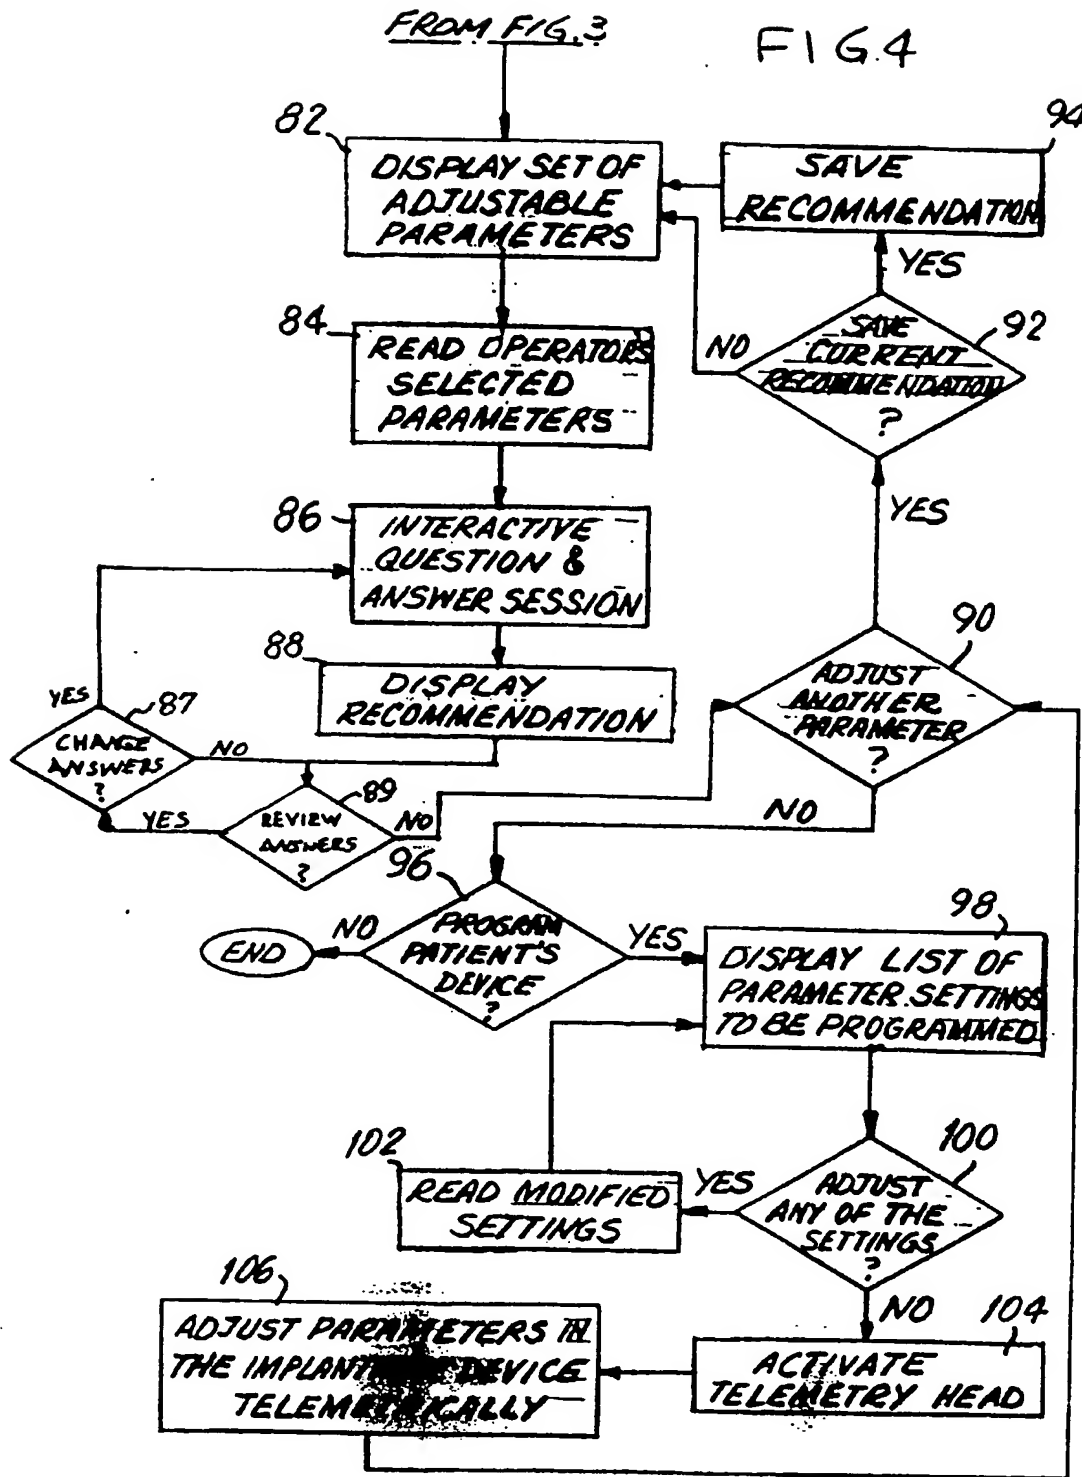 FROM FIG.3
FIG.4
82
DISPLAY SET OF
ADJUSTABLE
PARAMETERS
94
SAVE
RECOMMENDATION
YES
84
READ OPERATORS
SELECTED
PARAMETERS
NO
92
SAVE
CURRENT
RECOMMENDATION
?
YES
86
INTERACTIVE
QUESTION &
ANSWER SESSION
88
DISPLAY
RECOMMENDATION
90
ADJUST
ANOTHER
PARAMETER
?
YES
87
CHANGE
ANSWERS
?
NO
YES
89
REVIEW
ANSWERS
?
NO
NO
96
PROGRAM
PATIENT'S
DEVICE
?
NO
END
YES
98
DISPLAY LIST OF
PARAMETER SETTINGS
TO BE PROGRAMMED
100
ADJUST
ANY OF THE
SETTINGS
?
YES
102
READ MODIFIED
SETTINGS
NO
104
ACTIVATE
TELEMETRY HEAD
106
ADJUST PARAMETERS IN
THE DEVICE
TELEMETRICALLY